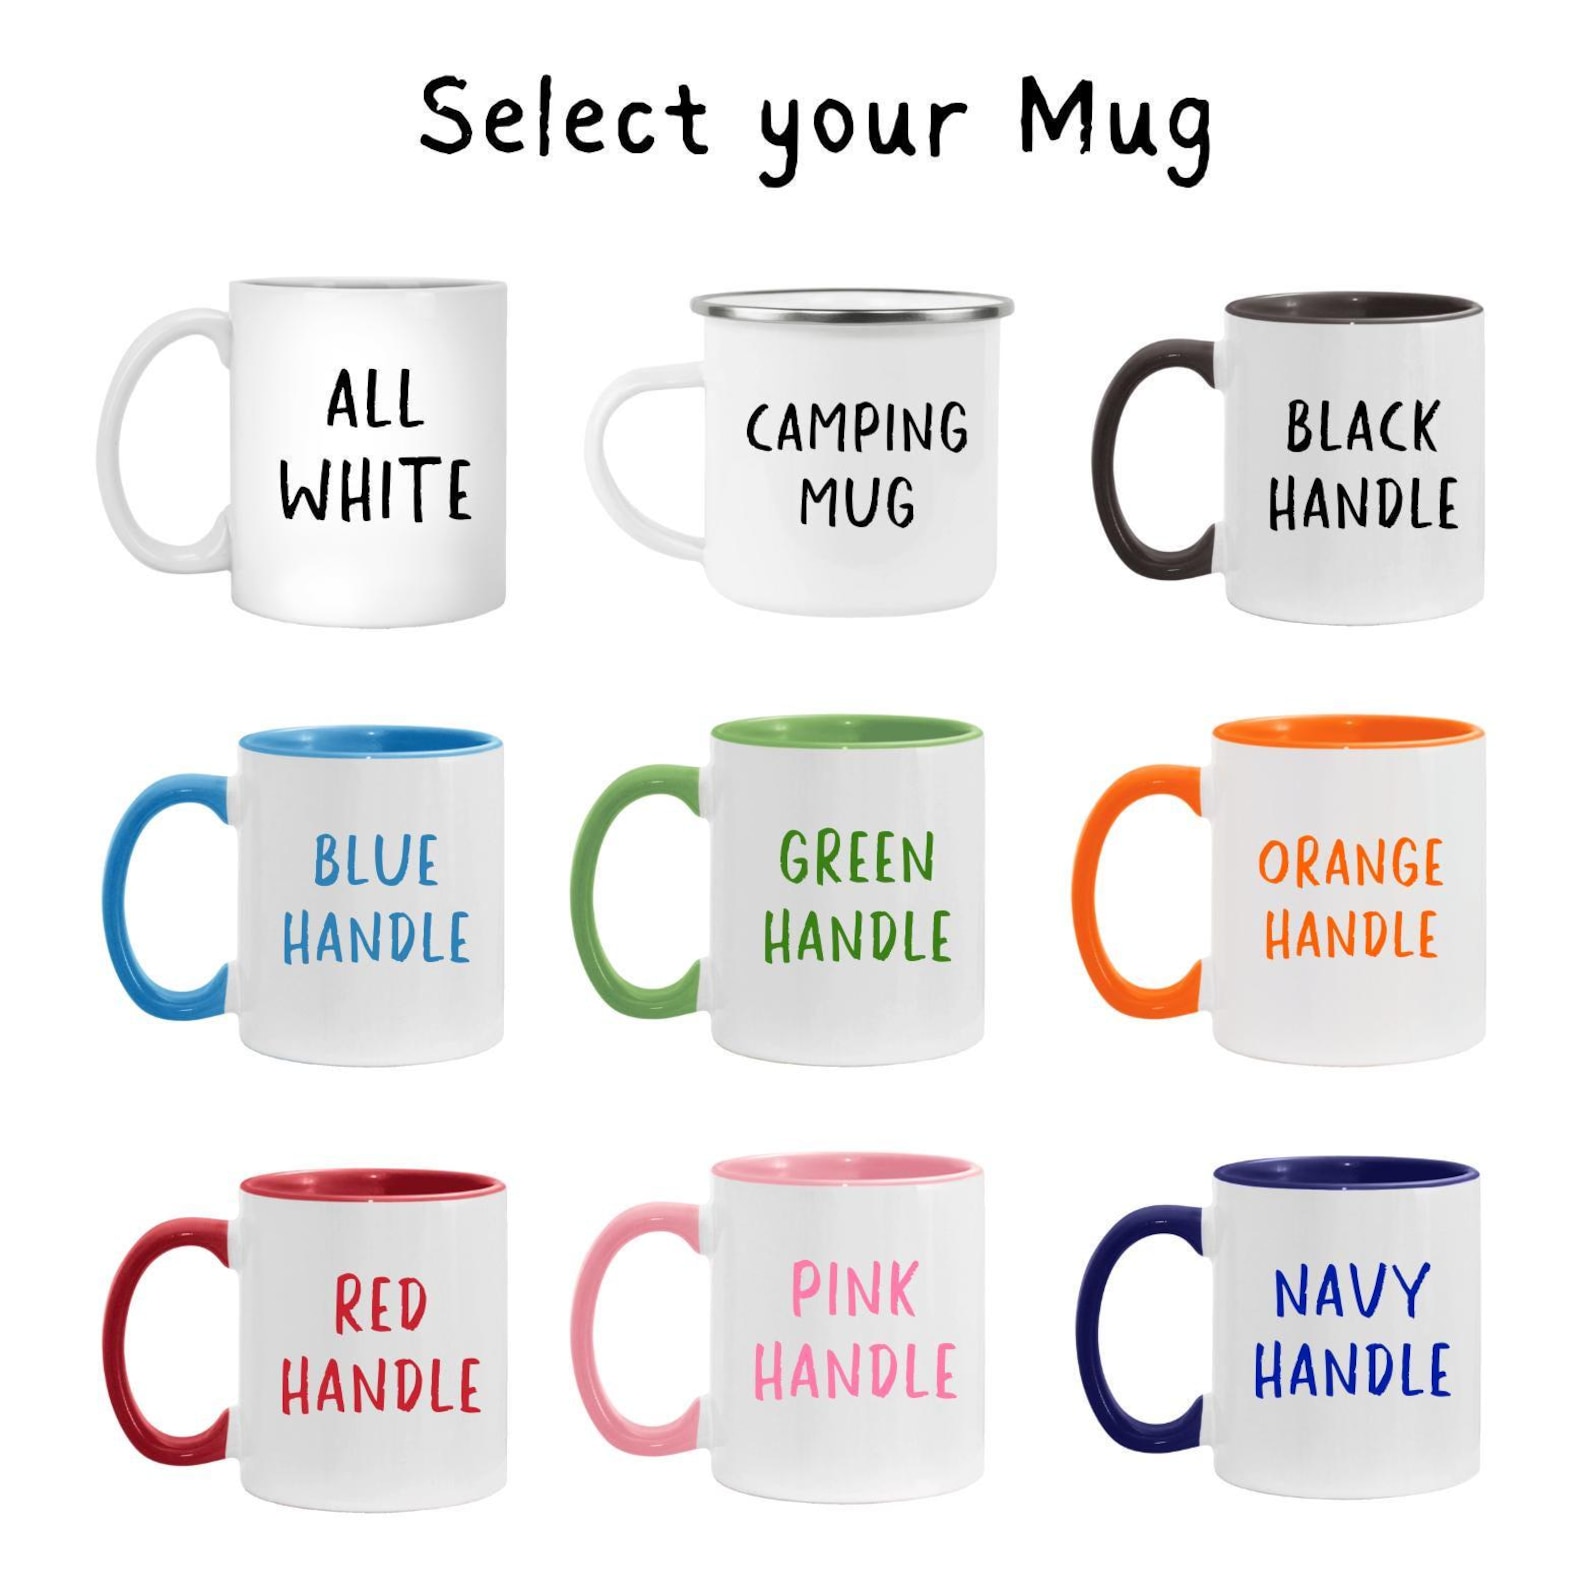 Select your Mug
ALL
WHITE
CAMPING
MUG
BLACK
HANDLE
BLUE
HANDLE
GREEN
HANDLE
ORANGE
HANDLE
RED
HANDLE
PINK
HANDLE
NAVY
HANDLE